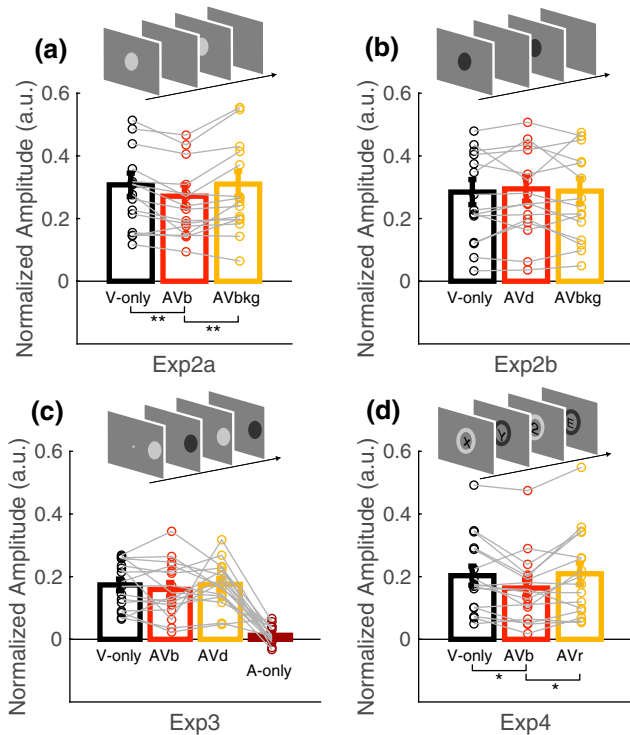 (a)
Normalized Amplitude (a.u.)
0.6
0.4
0.2
0
V-only AVb AVbkg
** **
Exp2a
(b)
Normalized Amplitude (a.u.)
0.6
0.4
0.2
0
V-only AVd AVbkg
Exp2b
(c)
Normalized Amplitude (a.u.)
0.6
0.4
0.2
0
V-only AVb AVd A-only
Exp3
(d)
X Y E
Normalized Amplitude (a.u.)
0.6
0.4
0.2
0
V-only AVb AVr
* *
Exp4